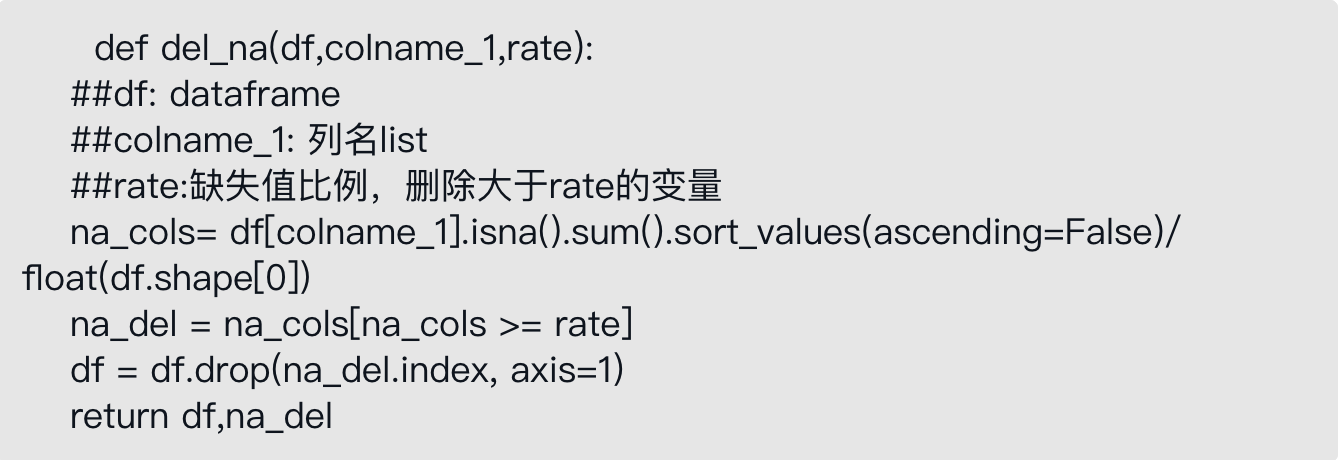 def del_na(df,colname_1,rate):
##df: dataframe
##colname_1: 列名list
##rate:缺失值比例，删除大于rate的变量
na_cols= df[colname_1].isna().sum().sort_values(ascending=False)/
float(df.shape[0])
na_del = na_cols[na_cols >= rate]
df = df.drop(na_del.index, axis=1)
return df,na_del